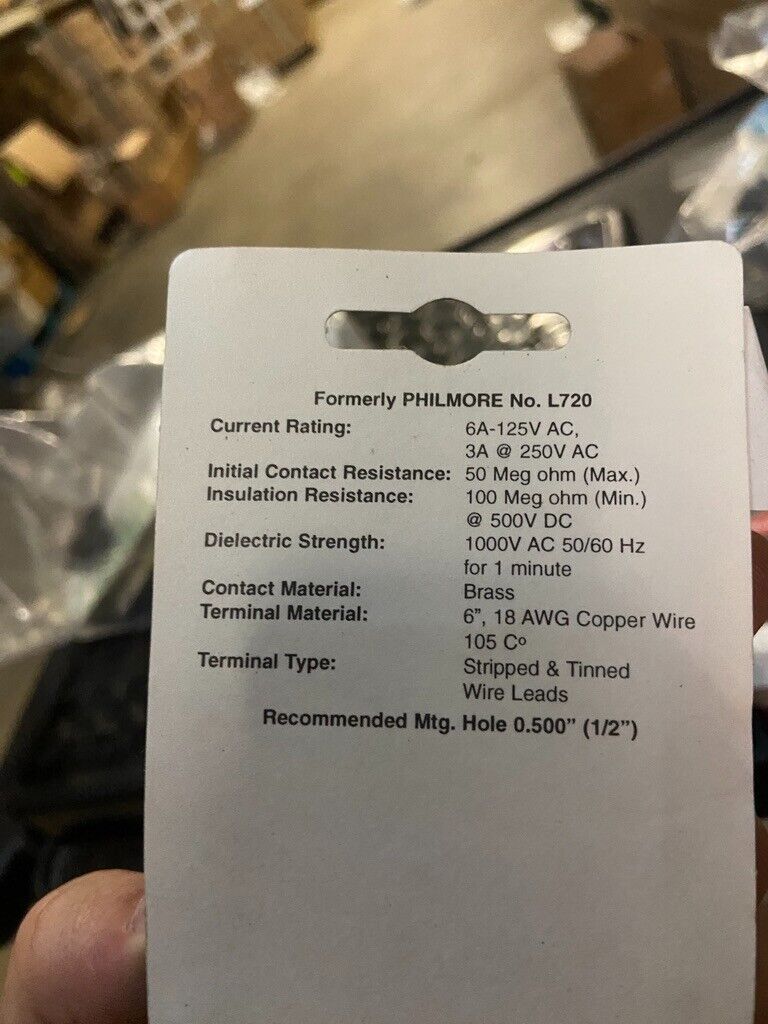 Formerly PHILMORE No. L720
Current Rating: 6A-125V AC,
3A @ 250V AC
Initial Contact Resistance: 50 Meg ohm (Max.)
Insulation Resistance: 100 Meg ohm (Min.)
@ 500V DC
Dielectric Strength: 1000V AC 50/60 Hz
for 1 minute
Contact Material: Brass
Terminal Material: 6”, 18 AWG Copper Wire
105 Cº
Terminal Type: Stripped & Tinned
Wire Leads
Recommended Mtg. Hole 0.500” (1/2”)